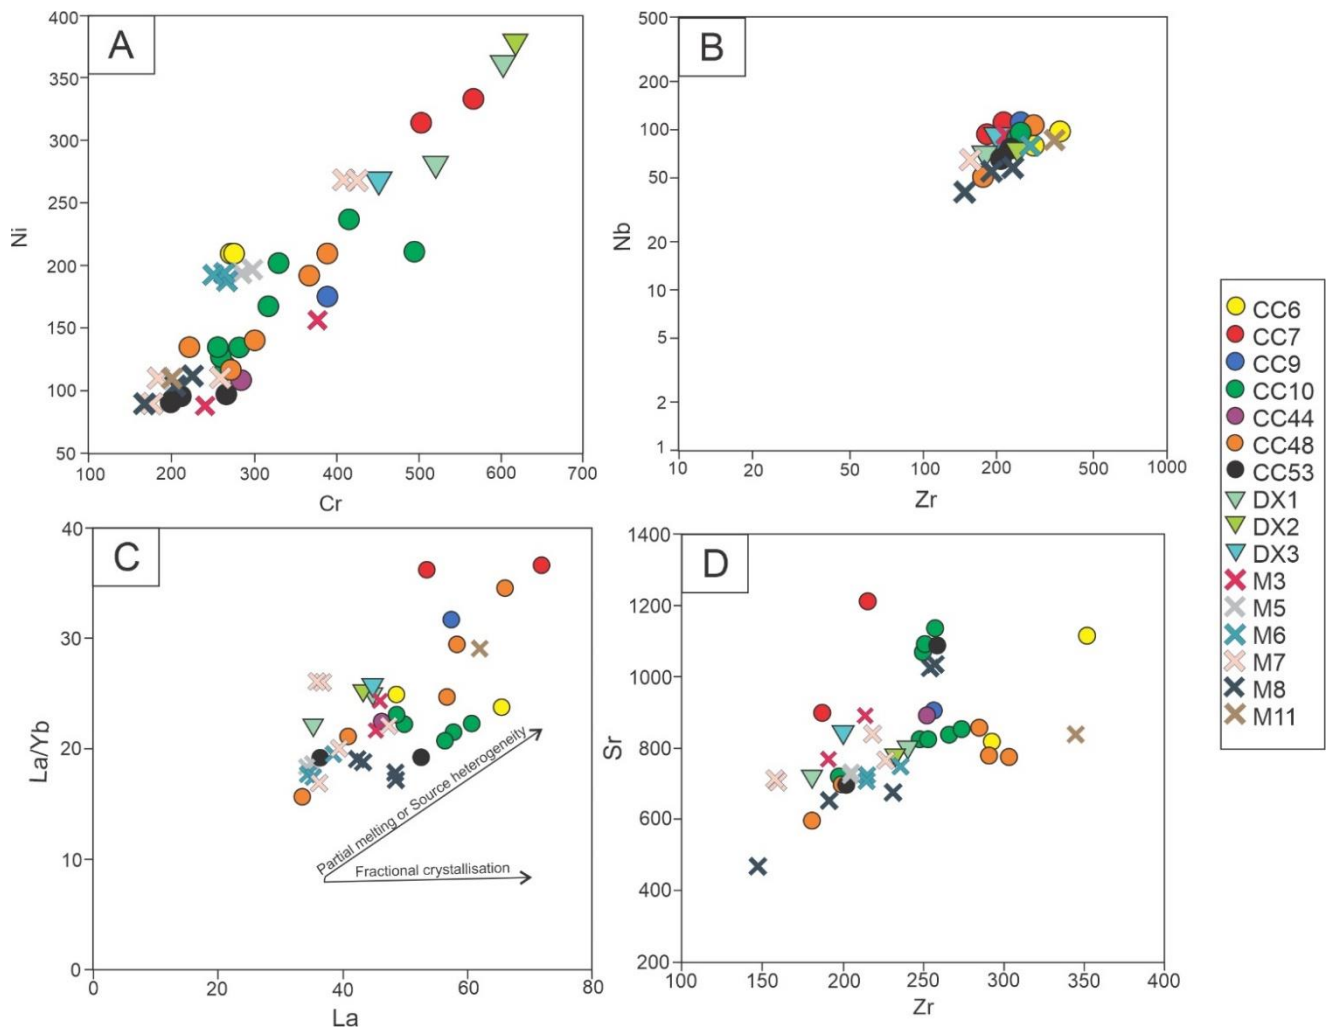 A
400
350
300
250
200
150
100
50
Ni
100
200
300
400
500
600
700
Cr
B
500
200
100
50
20
10
5
2
1
Nb
10
20
50
100
200
500
1000
Zr
C
40
30
20
10
0
La/Yb
Partial melting or Source heterogeneity
Fractional crystallisation
0
20
40
60
80
La
D
1400
1200
1000
800
600
400
200
Sr
100
150
200
250
300
350
400
Zr
CC6
CC7
CC9
CC10
CC44
CC48
CC53
DX1
DX2
DX3
M3
M5
M6
M7
M8
M11